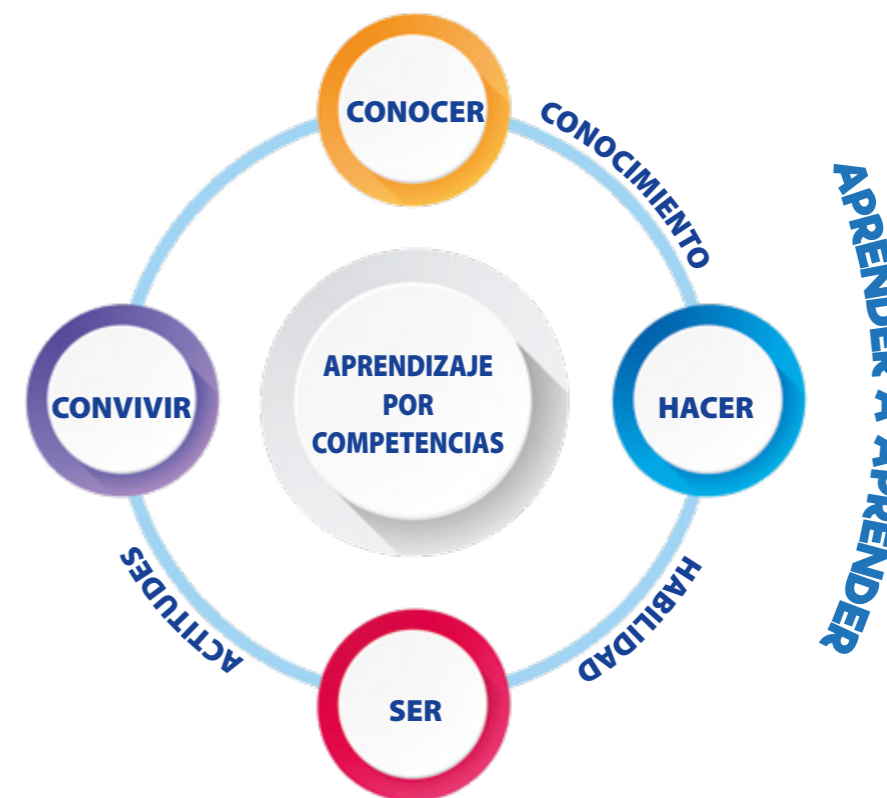 CONOCER
CONOCIMIENTO
APRENDER A APRENDER
CONVIVIR
APRENDIZAJE
POR
COMPETENCIAS
HACER
ACTITUDES
HABILIDAD
SER